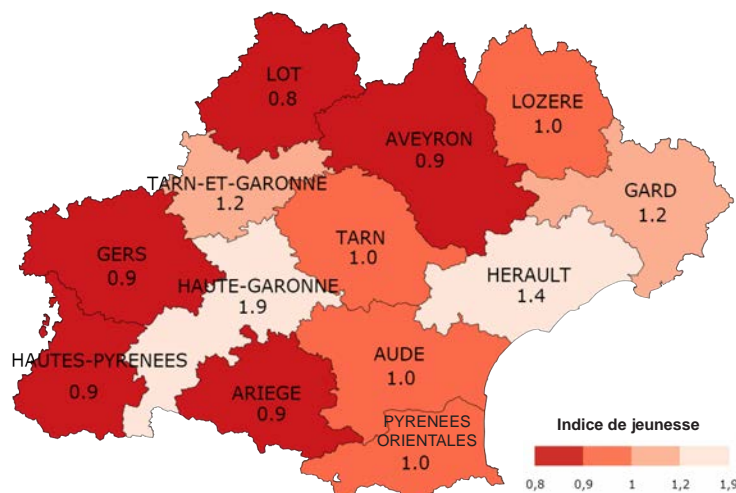 LOT
0.8
LOZERE
1.0
AVEYRON
0.9
TARN-ET-GARONNE
1.2
GARD
1.2
TARN
1.0
GERS
0.9
HAUTE-GARONNE
1.9
HERAULT
1.4
HAUTES-PYRENEES
0.9
AUDE
1.0
ARIEGE
0.9
PYRENEES
ORIENTALES
1.0
Indice de jeunesse
0,8 0,9 1 1,2 1,9